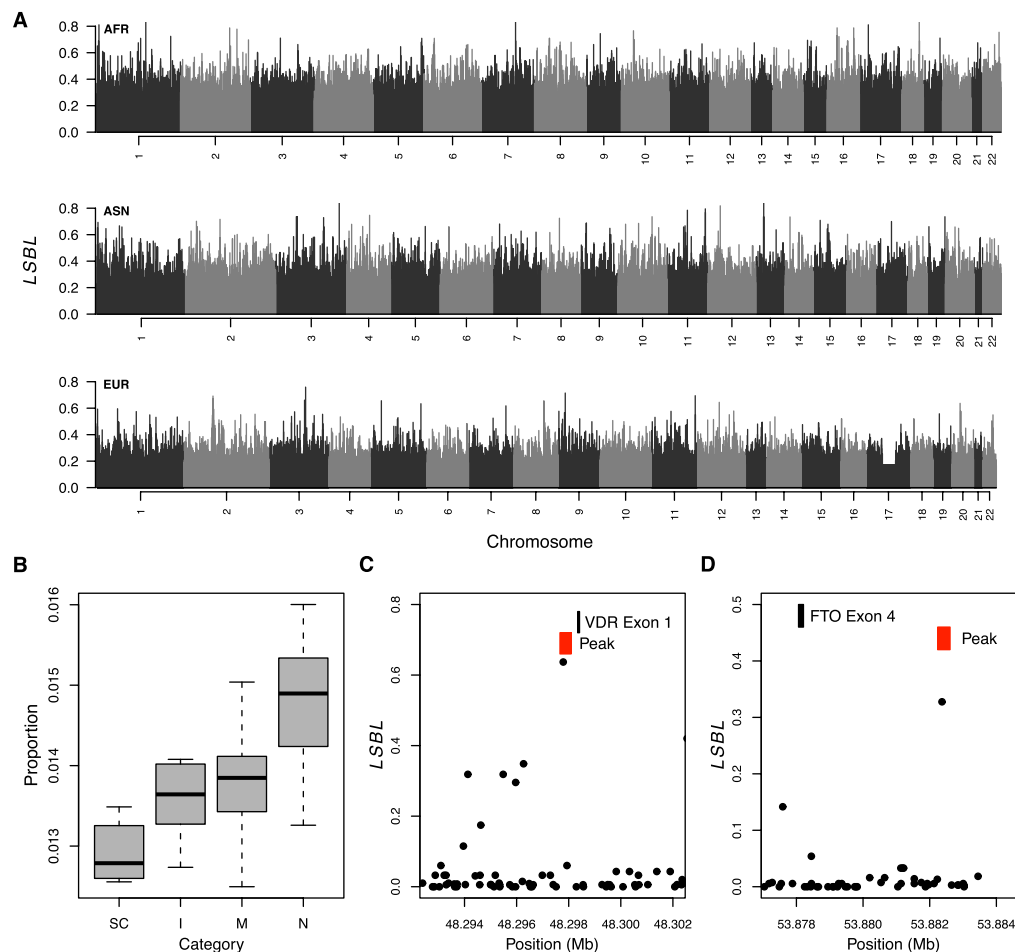 A
AFR
0.8
0.6
0.4
0.2
0.0
1 2 3 4 5 6 7 8 9 10 11 12 13 14 15 16 17 18 19 20 21 22
ASN
0.8
0.6
0.4
0.2
0.0
LSBL
1 2 3 4 5 6 7 8 9 10 11 12 13 14 15 16 17 18 19 20 21 22
EUR
0.8
0.6
0.4
0.2
0.0
1 2 3 4 5 6 7 8 9 10 11 12 13 14 15 16 17 18 19 20 21 22
Chromosome
B
0.016
0.015
0.014
0.013
Proportion
SC I M N
Category
C
0.8
0.6
0.4
0.2
0.0
LSBL
VDR Exon 1
Peak
48.294 48.296 48.298 48.300 48.302
Position (Mb)
D
0.5
0.4
0.3
0.2
0.1
0.0
LSBL
FTO Exon 4
Peak
53.878 53.880 53.882 53.884
Position (Mb)